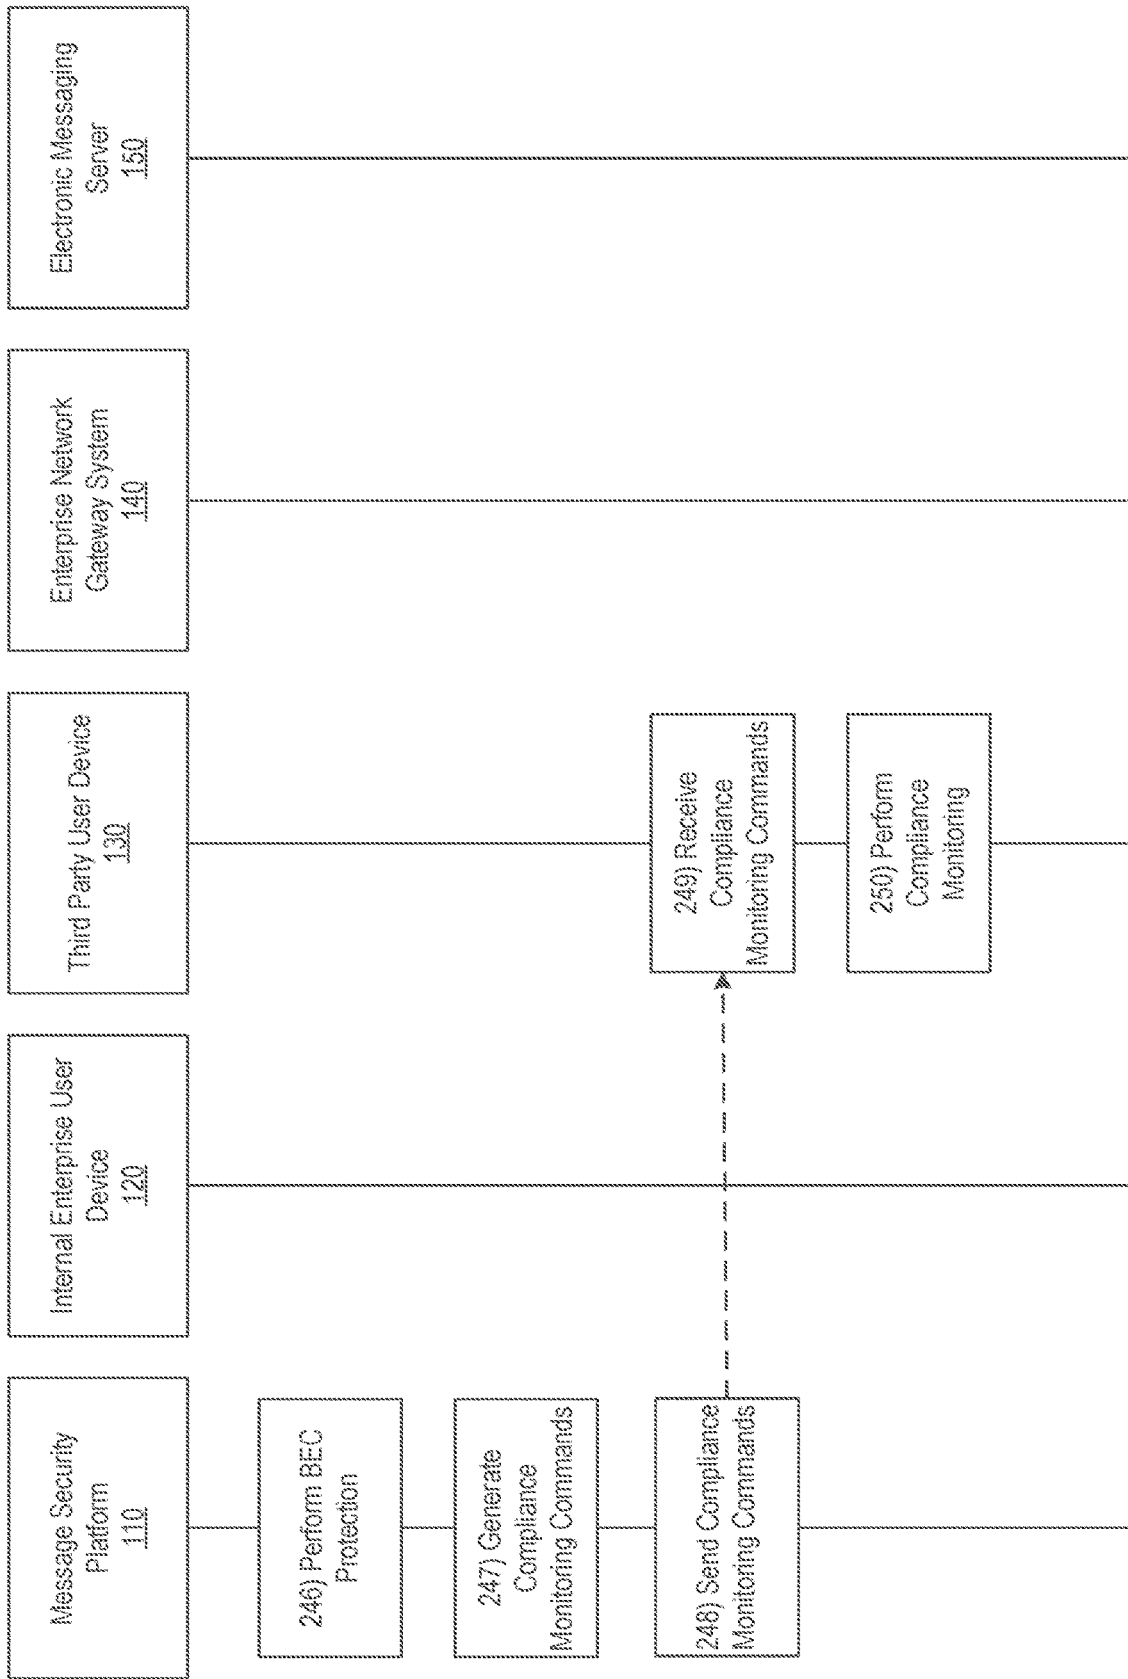 Message Security
Platform
110
Internal Enterprise User
Device
120
Third Party User Device
130
Enterprise Network
Gateway System
140
Electronic Messaging
Server
150
246) Perform BEC
Protection
247) Generate
Compliance
Monitoring Commands
248) Send Compliance
Monitoring Commands
249) Receive
Compliance
Monitoring Commands
250) Perform
Compliance
Monitoring